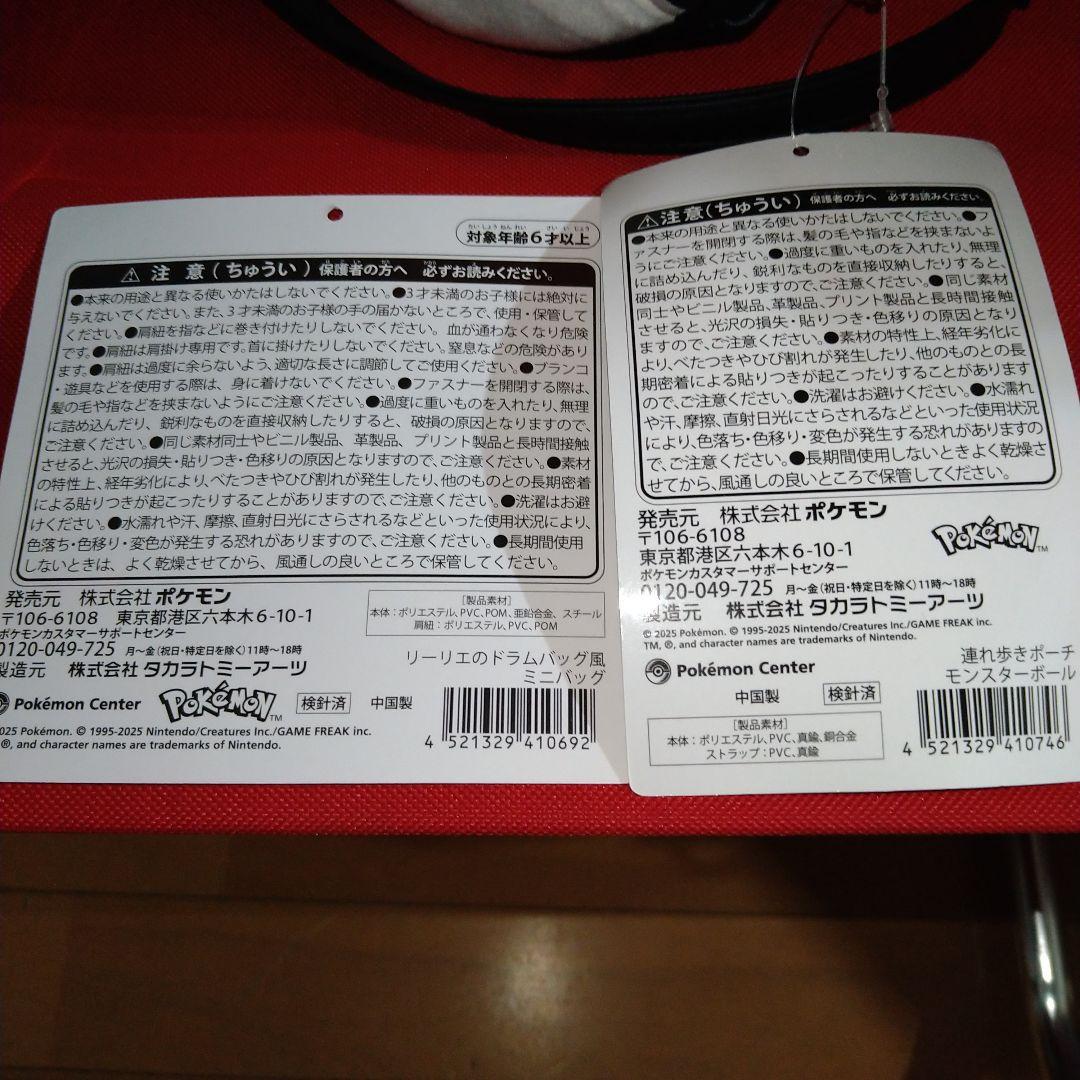 たいしょうねんれい さいいじょう
対象年齢6才以上
⚠ 注 意(ちゅうい) 保護者の方へ 必ずお読みください。
●本来の用途と異なる使いかたはしないでください。●3才未満のお子様には絶対に
与えないでください。また、3才未満のお子様の手の届かないところで、使用・保管して
ください。●肩紐を指などに巻き付けたりしないでください。血が通わなくなり危険
です。●肩紐は肩掛け専用です。首に掛けたりしないでください。窒息などの危険があり
ます。●肩紐は過度に余らないよう、適切な長さに調節してご使用ください。●ブランコ
・遊具などを使用する際は、身に着けないでください。●ファスナーを開閉する際は、
髪の毛や指などを挟まないようにご注意ください。●過度に重いものを入れたり、無理
に詰め込んだり、鋭利なものを直接収納したりすると、破損の原因となりますので、
ご注意ください。●同じ素材同士やビニル製品、革製品、プリント製品と長時間接触
させると、光沢の損失・貼りつき・色移りの原因となりますので、ご注意ください。●素材
の特性上、経年劣化により、べたつきやひび割れが発生したり、他のものとの長期密着
による貼りつきが起こったりすることがありますので、ご注意ください。●洗濯はお避
けください。●水濡れや汗、摩擦、直射日光にさらされるなどといった使用状況により、
色落ち・色移り・変色が発生する恐れがありますので、ご注意ください。●長期間使用
しないときは、よく乾燥させてから、風通しの良いところで保管してください。
発売元 株式会社ポケモン
〒106-6108 東京都港区六本木6-10-1
ポケモンカスタマーサポートセンター
0120-049-725 月〜金(祝日・特定日を除く)11時〜18時
製造元 株式会社タカラトミーアーツ
[製品素材]
本体:ポリエステル、PVC、POM、亜鉛合金、スチール
肩紐:ポリエステル、PVC、POM
リーリエのドラムバッグ風
ミニバッグ
Pokémon Center POKéMON TM 検針済 中国製
025 Pokémon. © 1995-2025 Nintendo/Creatures Inc./GAME FREAK inc.
®, and character names are trademarks of Nintendo.
4 521329 410692
⚠注意(ちゅうい) 保護者の方へ 必ずお読みください。
●本来の用途と異なる使いかたはしないでください。●フ
ァスナーを開閉する際は、髪の毛や指などを挟まないよ
うにご注意ください。●過度に重いものを入れたり、無理
に詰め込んだり、鋭利なものを直接収納したりすると、
破損の原因となりますので、ご注意ください。●同じ素材
同士やビニル製品、革製品、プリント製品と長時間接触
させると、光沢の損失・貼りつき・色移りの原因となり
ますので、ご注意ください。●素材の特性上、経年劣化に
より、べたつきやひび割れが発生したり、他のものとの長
期密着による貼りつきが起こったりすることがあります
ので、ご注意ください。●洗濯はお避けください。●水濡れ
や汗、摩擦、直射日光にさらされるなどといった使用状況
により、色落ち・色移り・変色が発生する恐れがありますの
で、ご注意ください。●長期間使用しないときよく乾燥さ
せてから、風通しの良いところで保管してください。
発売元 株式会社ポケモン
〒106-6108
東京都港区六本木6-10-1
ポケモンカスタマーサポートセンター
0120-049-725 月〜金(祝日・特定日を除く)11時〜18時
製造元 株式会社タカラトミーアーツ
POKéMON TM
© 2025 Pokémon. © 1995-2025 Nintendo/Creatures Inc./GAME FREAK inc.
TM, ®, and character names are trademarks of Nintendo.
Pokémon Center
中国製 検針済
[製品素材]
本体:ポリエステル、PVC、真鍮、銅合金
ストラップ:PVC、真鍮
連れ歩きポーチ
モンスターボール
4 521329 410746